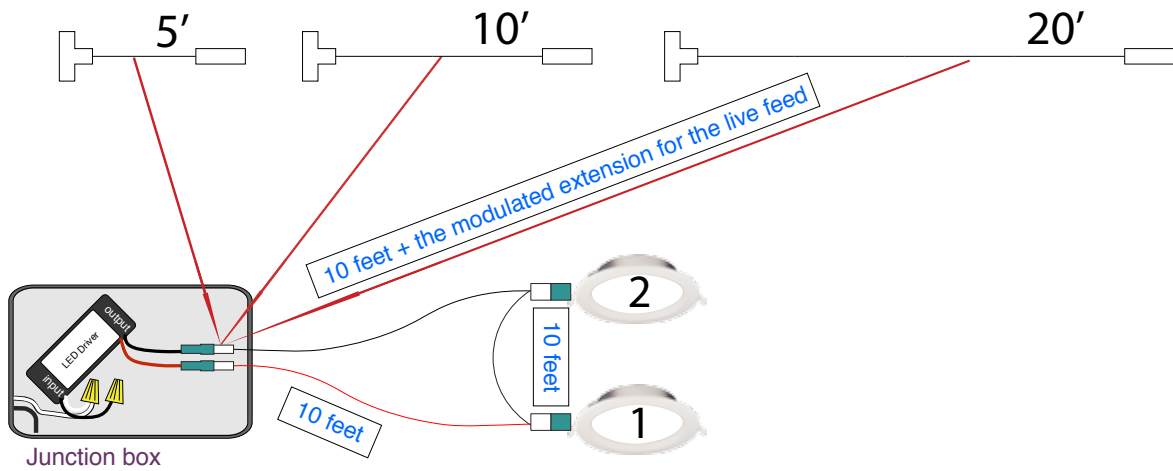 5’
10’
20’
10 feet + the modulated extension for the live feed
2
output
LED Driver
10 feet
input
1
10 feet
Junction box